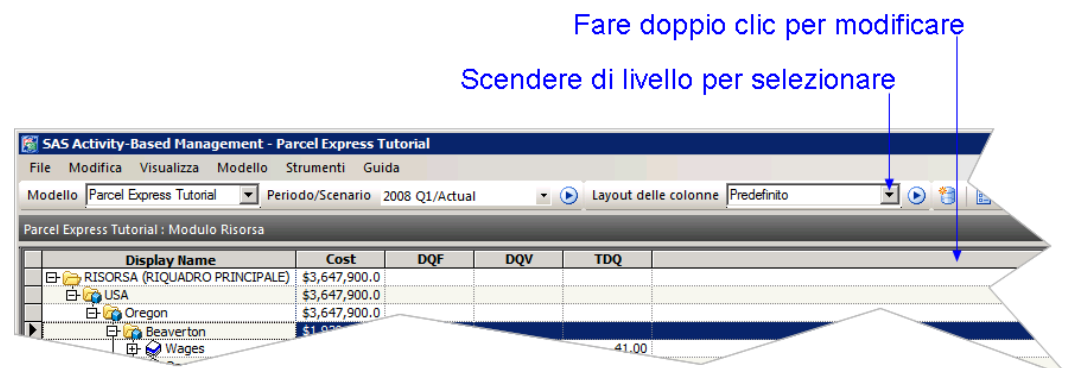 Fare doppio clic per modificare
Scendere di livello per selezionare
SAS Activity-Based Management - Parcel Express Tutorial
File Modifica Visualizza Modello Strumenti Guida
Modello Parcel Express Tutorial Periodo/Scenario 2008 Q1/Actual Layout delle colonne Predefinito
Parcel Express Tutorial : Modulo Risorsa
Display Name Cost DQF DQV TDQ
RISORSA (RIQUADRO PRINCIPALE) $3,647,900.0
USA $3,647,900.0
Oregon $3,647,900.0
Beaverton
Wages 41.00